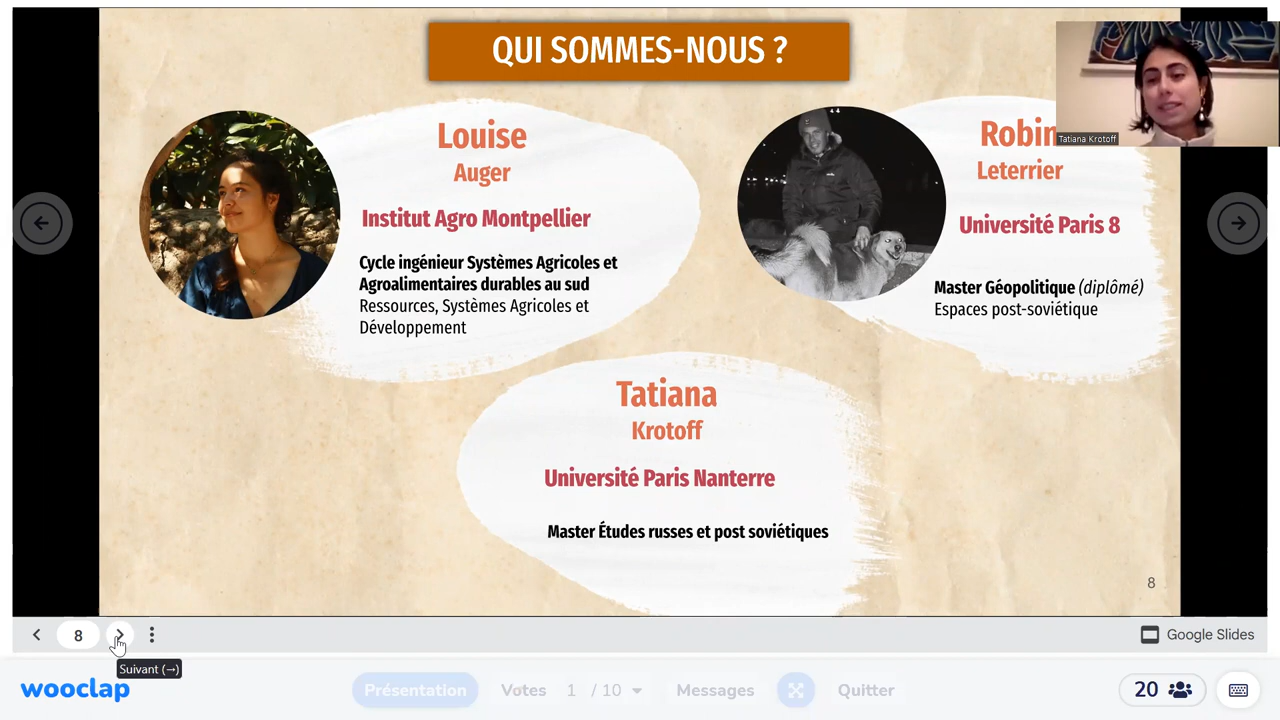 QUI SOMMES-NOUS ?
Louise
Auger
Institut Agro Montpellier
Cycle ingénieur Systèmes Agricoles et
Agroalimentaires durables au sud
Ressources, Systèmes Agricoles et
Développement
Robin
Leterrier
Université Paris 8
Master Géopolitique (diplômé)
Espaces post-soviétique
Tatiana Krotoff
Tatiana
Krotoff
Université Paris Nanterre
Master Études russes et post soviétiques
8
8
Google Slides
Suivant (→)
wooclap
Présentation
Votes
1 / 10
Messages
Quitter
20